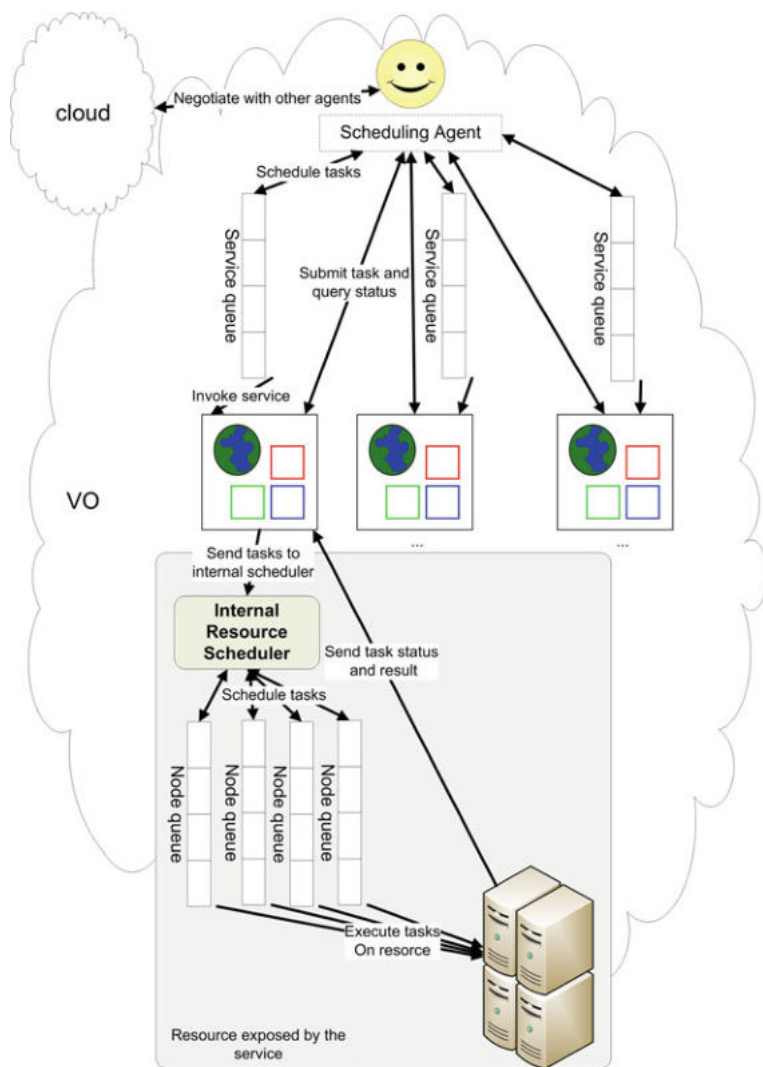 cloud
Negotiate with other agents
Scheduling Agent
Schedule tasks
Service queue
Service queue
Service queue
Submit task and
query status
Invoke service
VO
...
...
Send tasks to
internal scheduler
Internal
Resource
Scheduler
Send task status
and result
Schedule tasks
Node queue
Node queue
Node queue
Node queue
Execute tasks
On resorce
Resource exposed by the
service